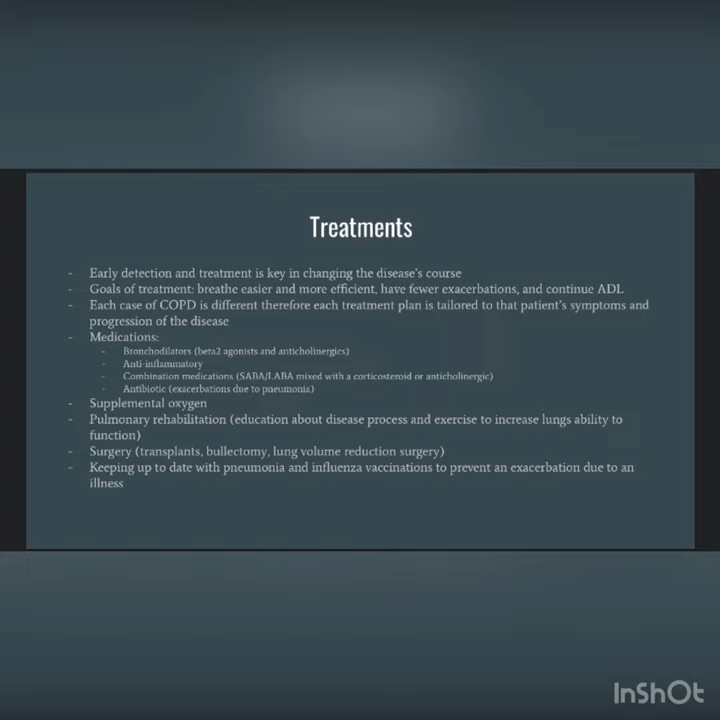 Treatments
- Early detection and treatment is key in changing the disease's course
- Goals of treatment: breathe easier and more efficient, have fewer exacerbations, and continue ADL
- Each case of COPD is different therefore each treatment plan is tailored to that patient's symptoms and
progression of the disease
- Medications:
- Bronchodilators (beta2 agonists and anticholinergics)
- Anti-inflammatory
- Combination medications (SABA/LABA mixed with a corticosteroid or anticholinergic)
- Antibiotic (exacerbations due to pneumonia)
- Supplemental oxygen
- Pulmonary rehabilitation (education about disease process and exercise to increase lungs ability to
function)
- Surgery (transplants, bullectomy, lung volume reduction surgery)
- Keeping up to date with pneumonia and influenza vaccinations to prevent an exacerbation due to an
illness
InShOt